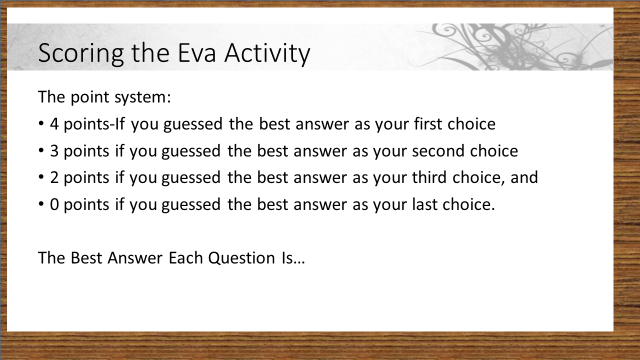 Scoring the Eva Activity
The point system:
• 4 points-If you guessed the best answer as your first choice
• 3 points if you guessed the best answer as your second choice
• 2 points if you guessed the best answer as your third choice, and
• 0 points if you guessed the best answer as your last choice.
The Best Answer Each Question Is…